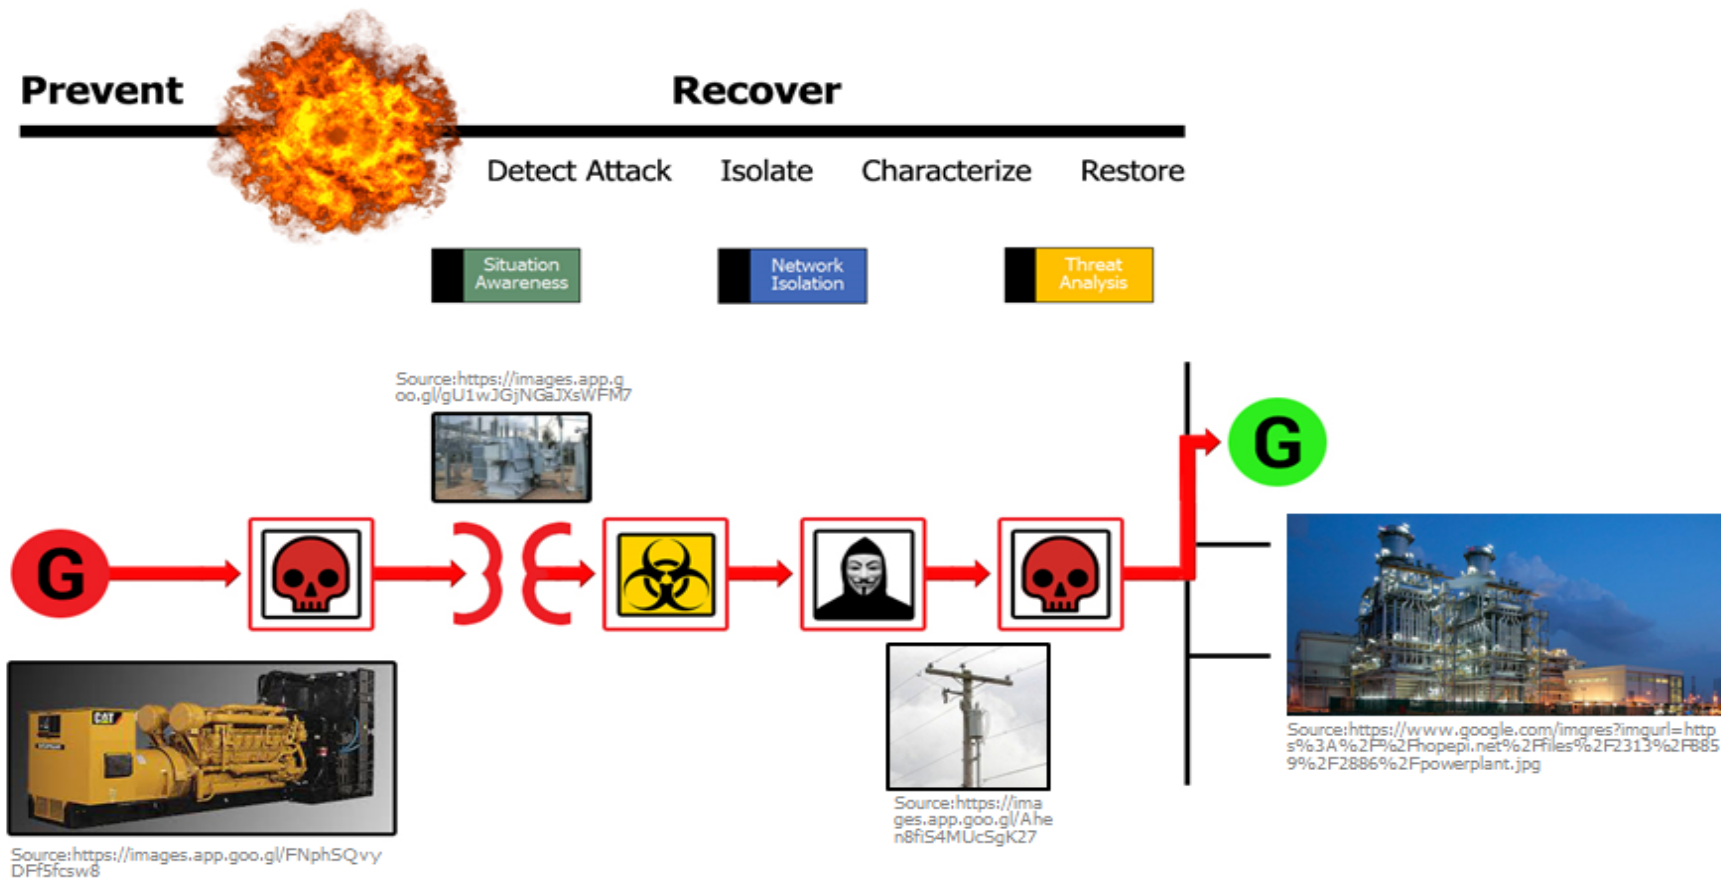 Prevent
Recover
Detect Attack Isolate Characterize Restore
Situation
Awareness
Network
Isolation
Threat
Analysis
Source:https://images.app.g
oo.gl/gU1wJGjNGaJXsWFM7
G
G
CAT
Source:https://www.google.com/imgres?imgurl=http
s%3A%2F%2Fhopepi.net%2Ffiles%2F2313%2F885
9%2F2886%2Fpowerplant.jpg
Source:https://ima
ges.app.goo.gl/Ahe
n8fiS4MUcSgK27
Source:https://images.app.goo.gl/FNphSQvy
DFf5fcsw8